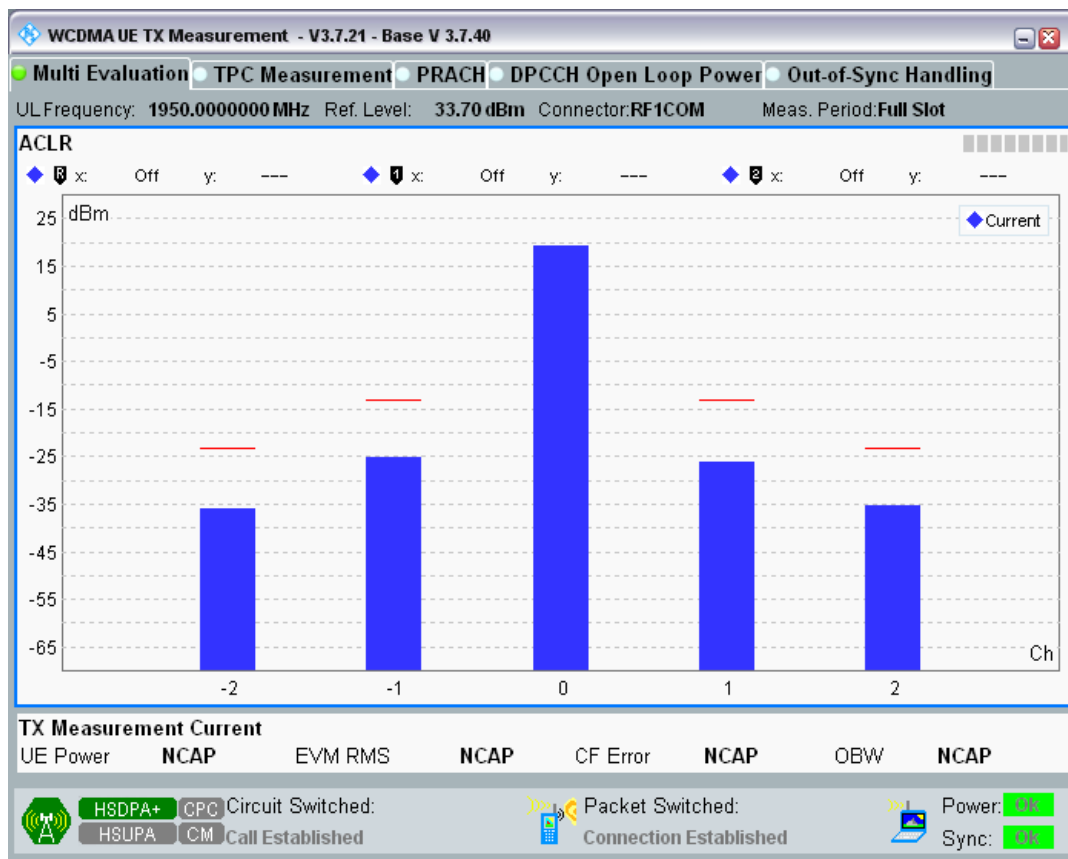 WCDMA UE TX Measurement - V3.7.21 - Base V 3.7.40
Multi Evaluation TPC Measurement PRACH DPCCH Open Loop Power Out-of-Sync Handling
UL Frequency: 1950.0000000 MHz Ref. Level: 33.70 dBm Connector:RF1COM Meas. Period:Full Slot
ACLR
R x: Off y: --- 1 x: Off y: --- 2 x: Off y: ---
dBm
Current
25
15
5
-5
-15
-25
-35
-45
-55
-65
Ch
-2 -1 0 1 2
TX Measurement Current
UE Power NCAP EVM RMS NCAP CF Error NCAP OBW NCAP
HSDPA+ CPC Circuit Switched: Packet Switched: Power: OK
HSUPA CM Call Established Connection Established Sync: OK